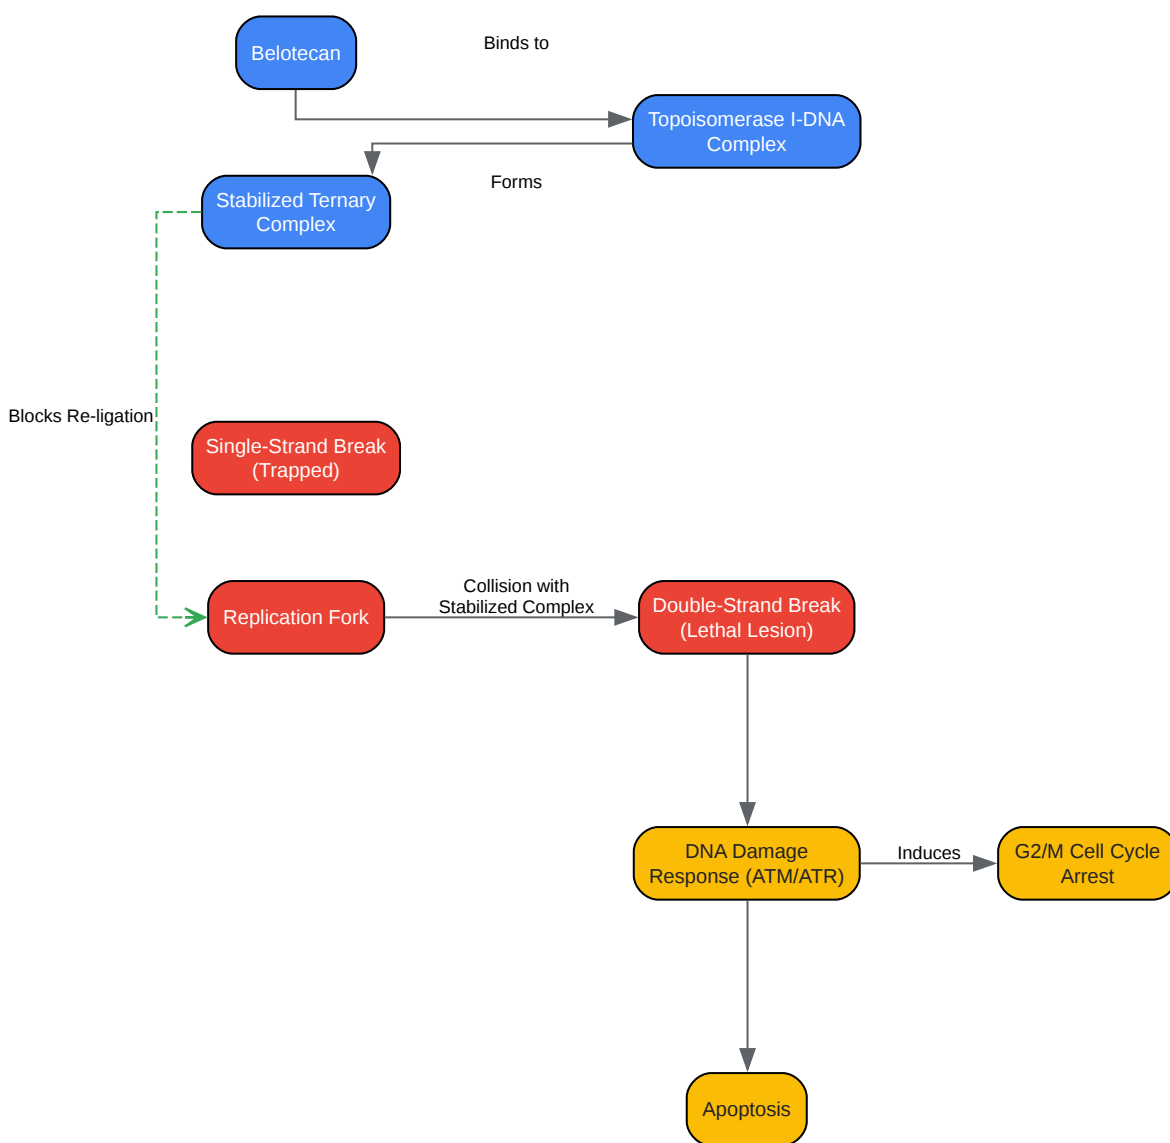 Belotecan
Binds to
Topoisomerase I-DNA
Complex
Forms
Stabilized Ternary
Complex
Blocks Re-ligation
Single-Strand Break
(Trapped)
Replication Fork
Collision with
Stabilized Complex
Double-Strand Break
(Lethal Lesion)
DNA Damage
Response (ATM/ATR)
Induces
G2/M Cell Cycle
Arrest
Apoptosis